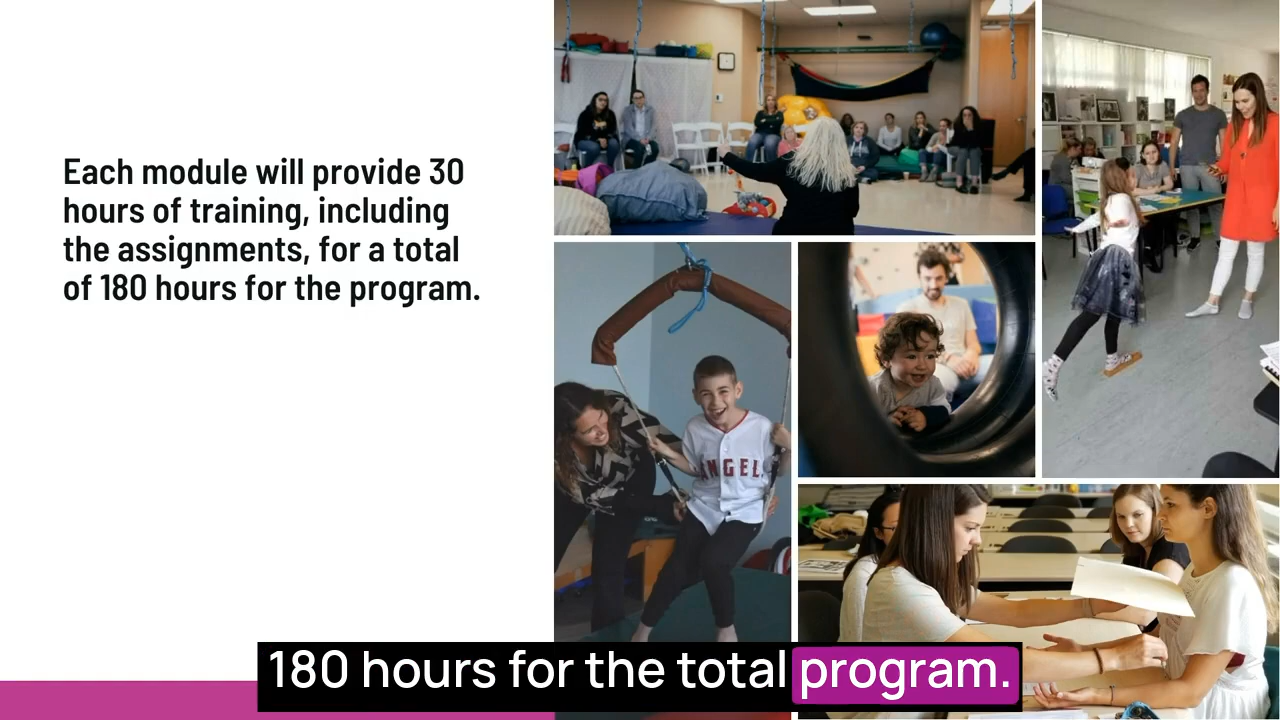 Each module will provide 30
hours of training, including
the assignments, for a total
of 180 hours for the program.
ANGEL
180 hours for the total program.